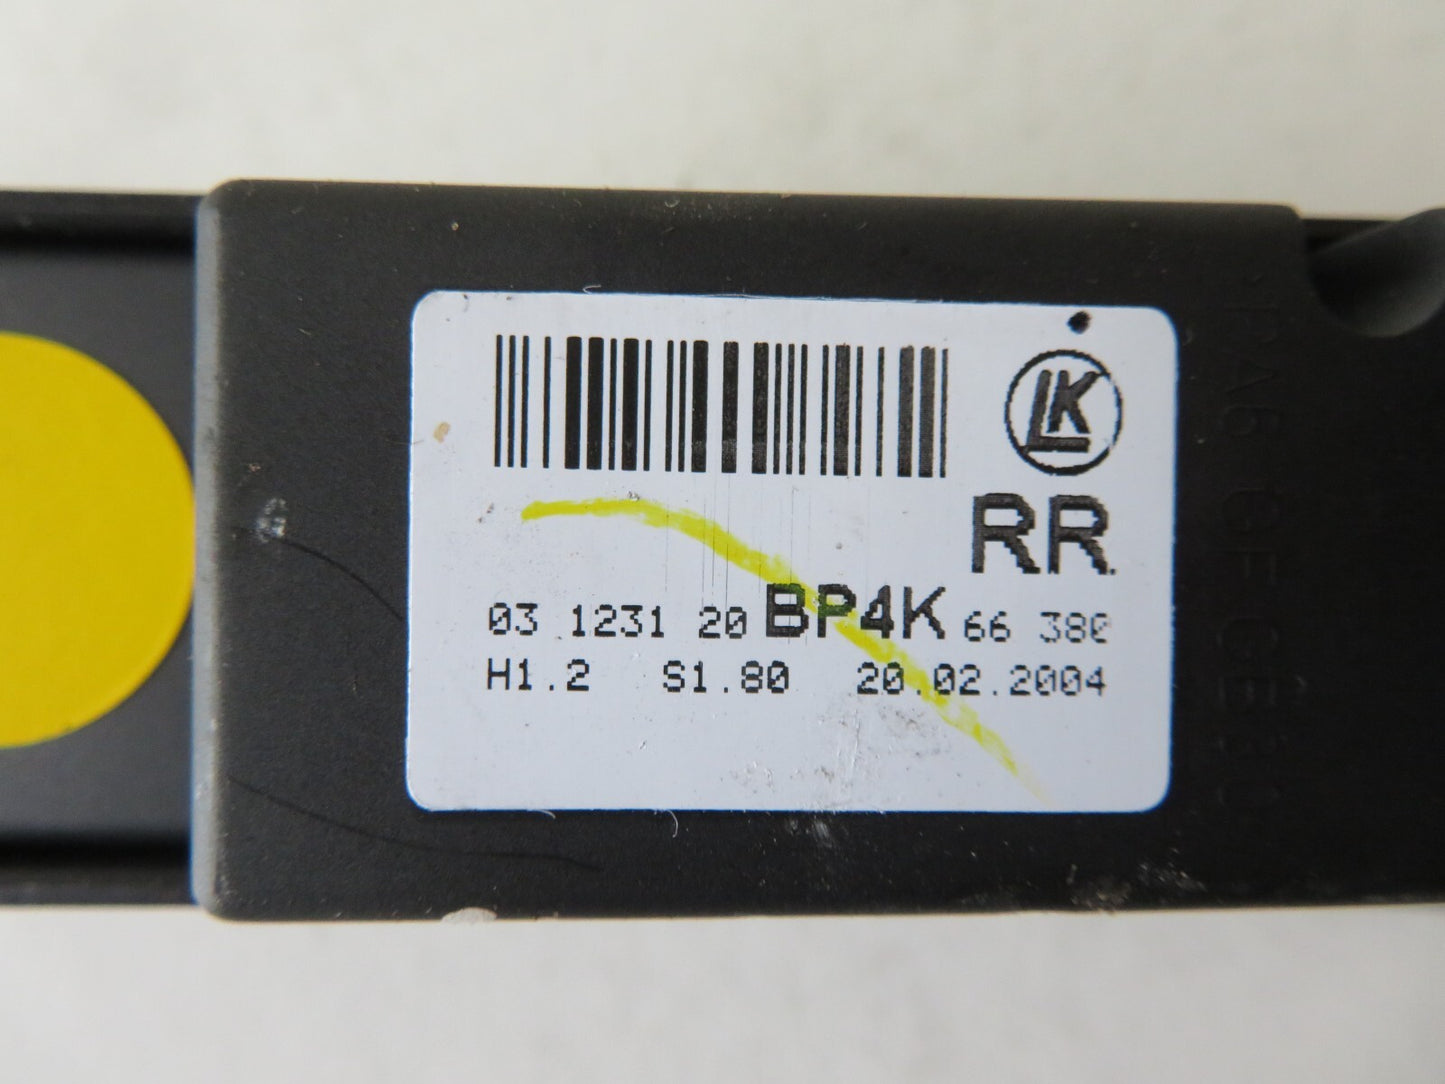 LK
RR
03 1231 20 BP4K 66 380
H1.2 S1.80 20.02.2004